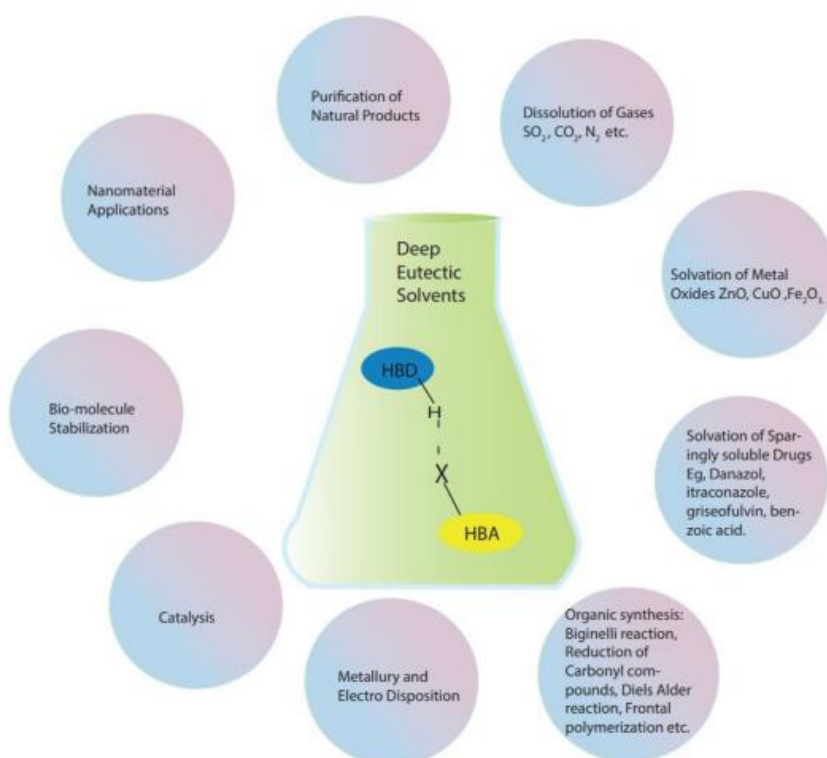 Purification of
Natural Products
Dissolution of Gases
SO₂, CO₂, N₂ etc.
Nanomaterial
Applications
Deep
Eutectic
Solvents
Solvation of Metal
Oxides ZnO, CuO ,Fe₂O₃.
HBD
H
X
HBA
Bio-molecule
Stabilization
Solvation of Spar-
ingly soluble Drugs
Eg, Danazol,
itraconazole,
griseofulvin, ben-
zoic acid.
Catalysis
Metallury and
Electro Disposition
Organic synthesis:
Biginelli reaction,
Reduction of
Carbonyl com-
pounds, Diels Alder
reaction, Frontal
polymerization etc.